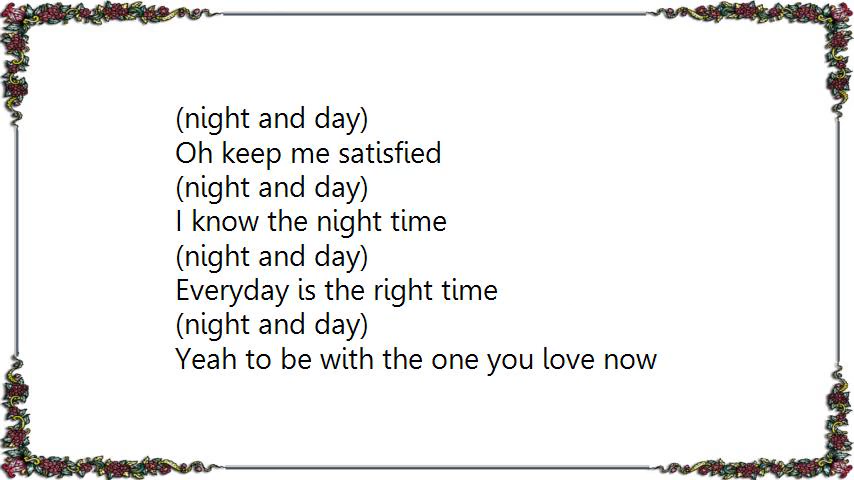 (night and day)
Oh keep me satisfied
(night and day)
I know the night time
(night and day)
Everyday is the right time
(night and day)
Yeah to be with the one you love now